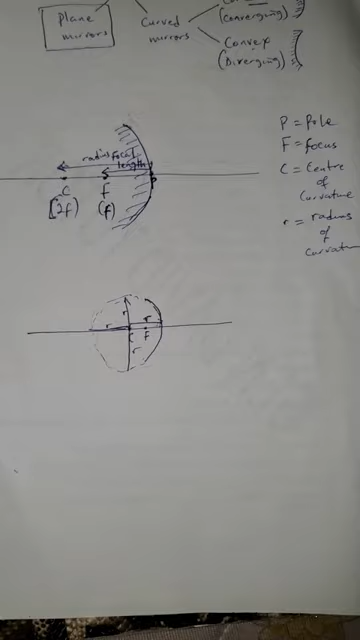 Plane
mirrors
Curved
mirrors
(Converging)
Convex
(Diverging)
radius focal
length
C
F
P
[2f)
(f)
P = Pole
F = focus
C = Centre
of
Curvature
r = radius
of
Curvature
r
r
r
C
F
r